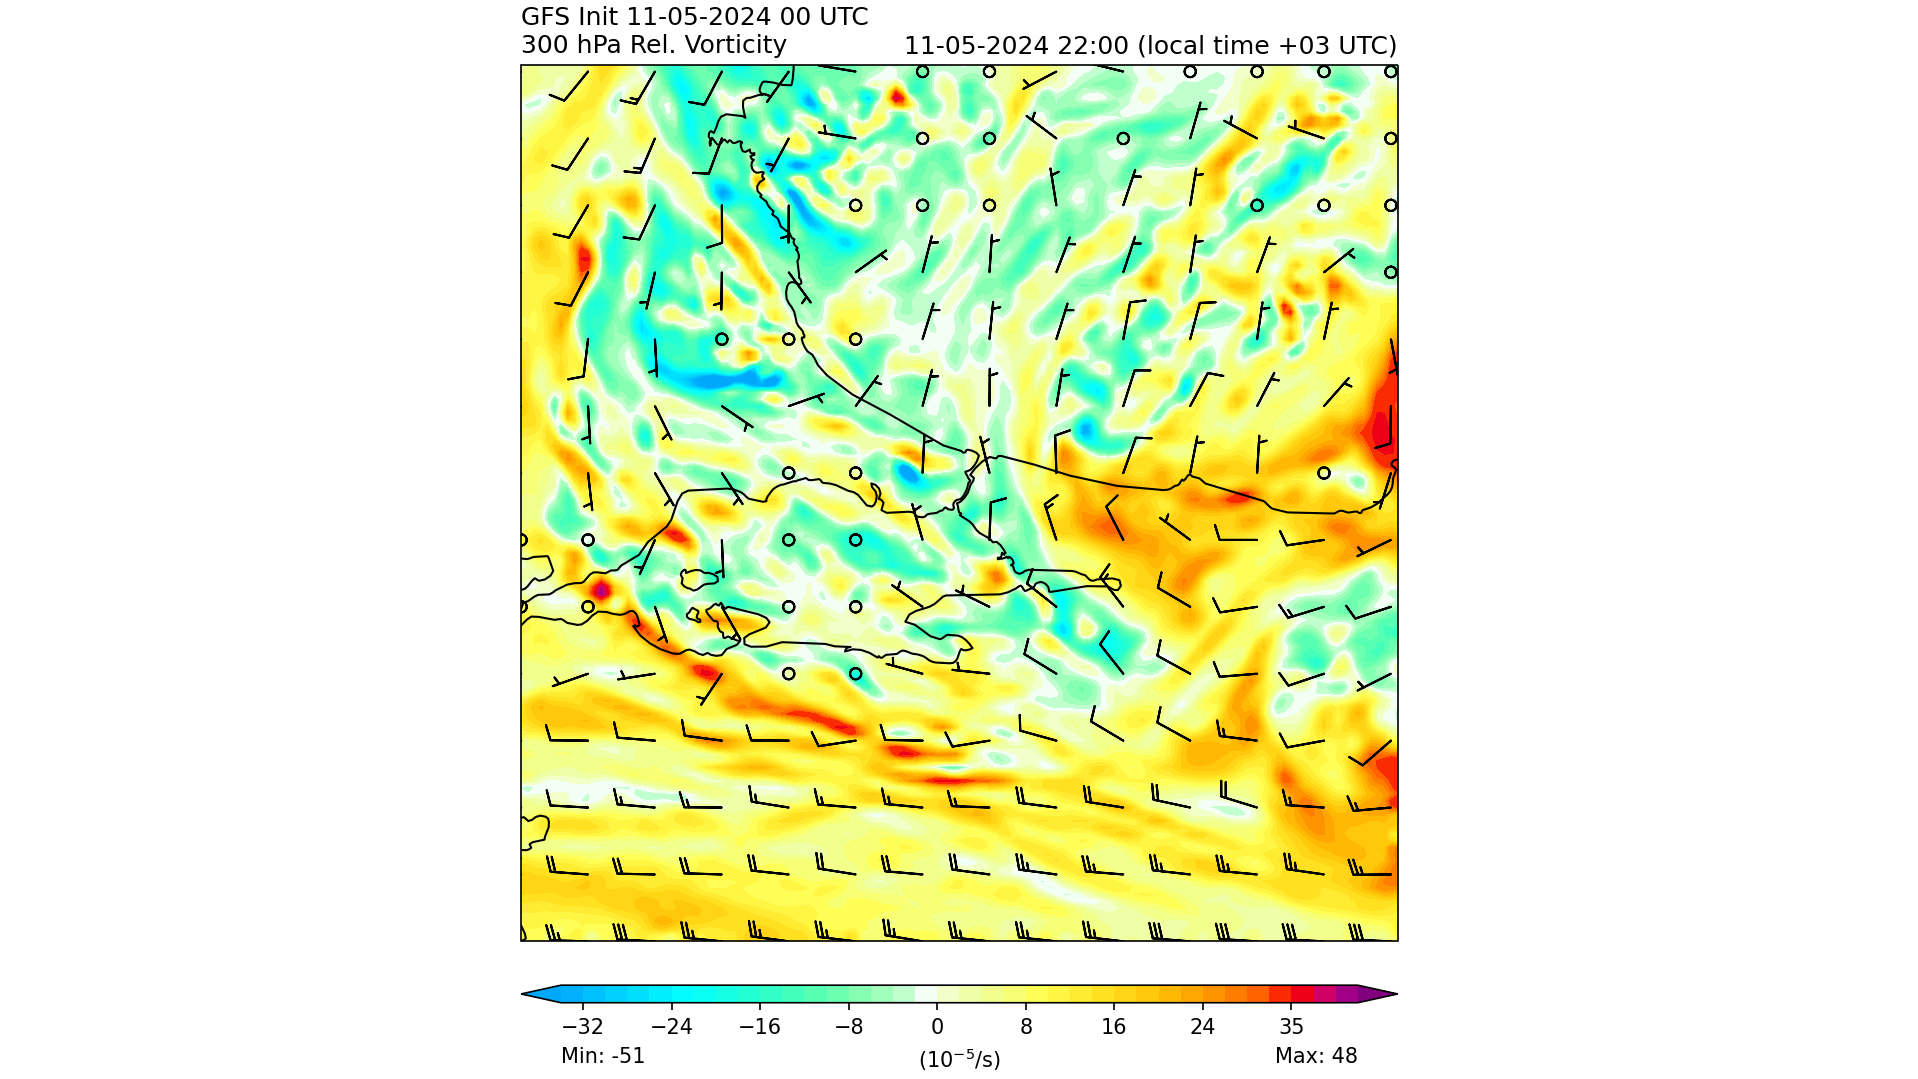 GFS Init 11-05-2024 00 UTC
300 hPa Rel. Vorticity
11-05-2024 22:00 (local time +03 UTC)
−32 −24 −16 −8 0 8 16 24 35
Min: -51
(10⁻⁵/s)
Max: 48